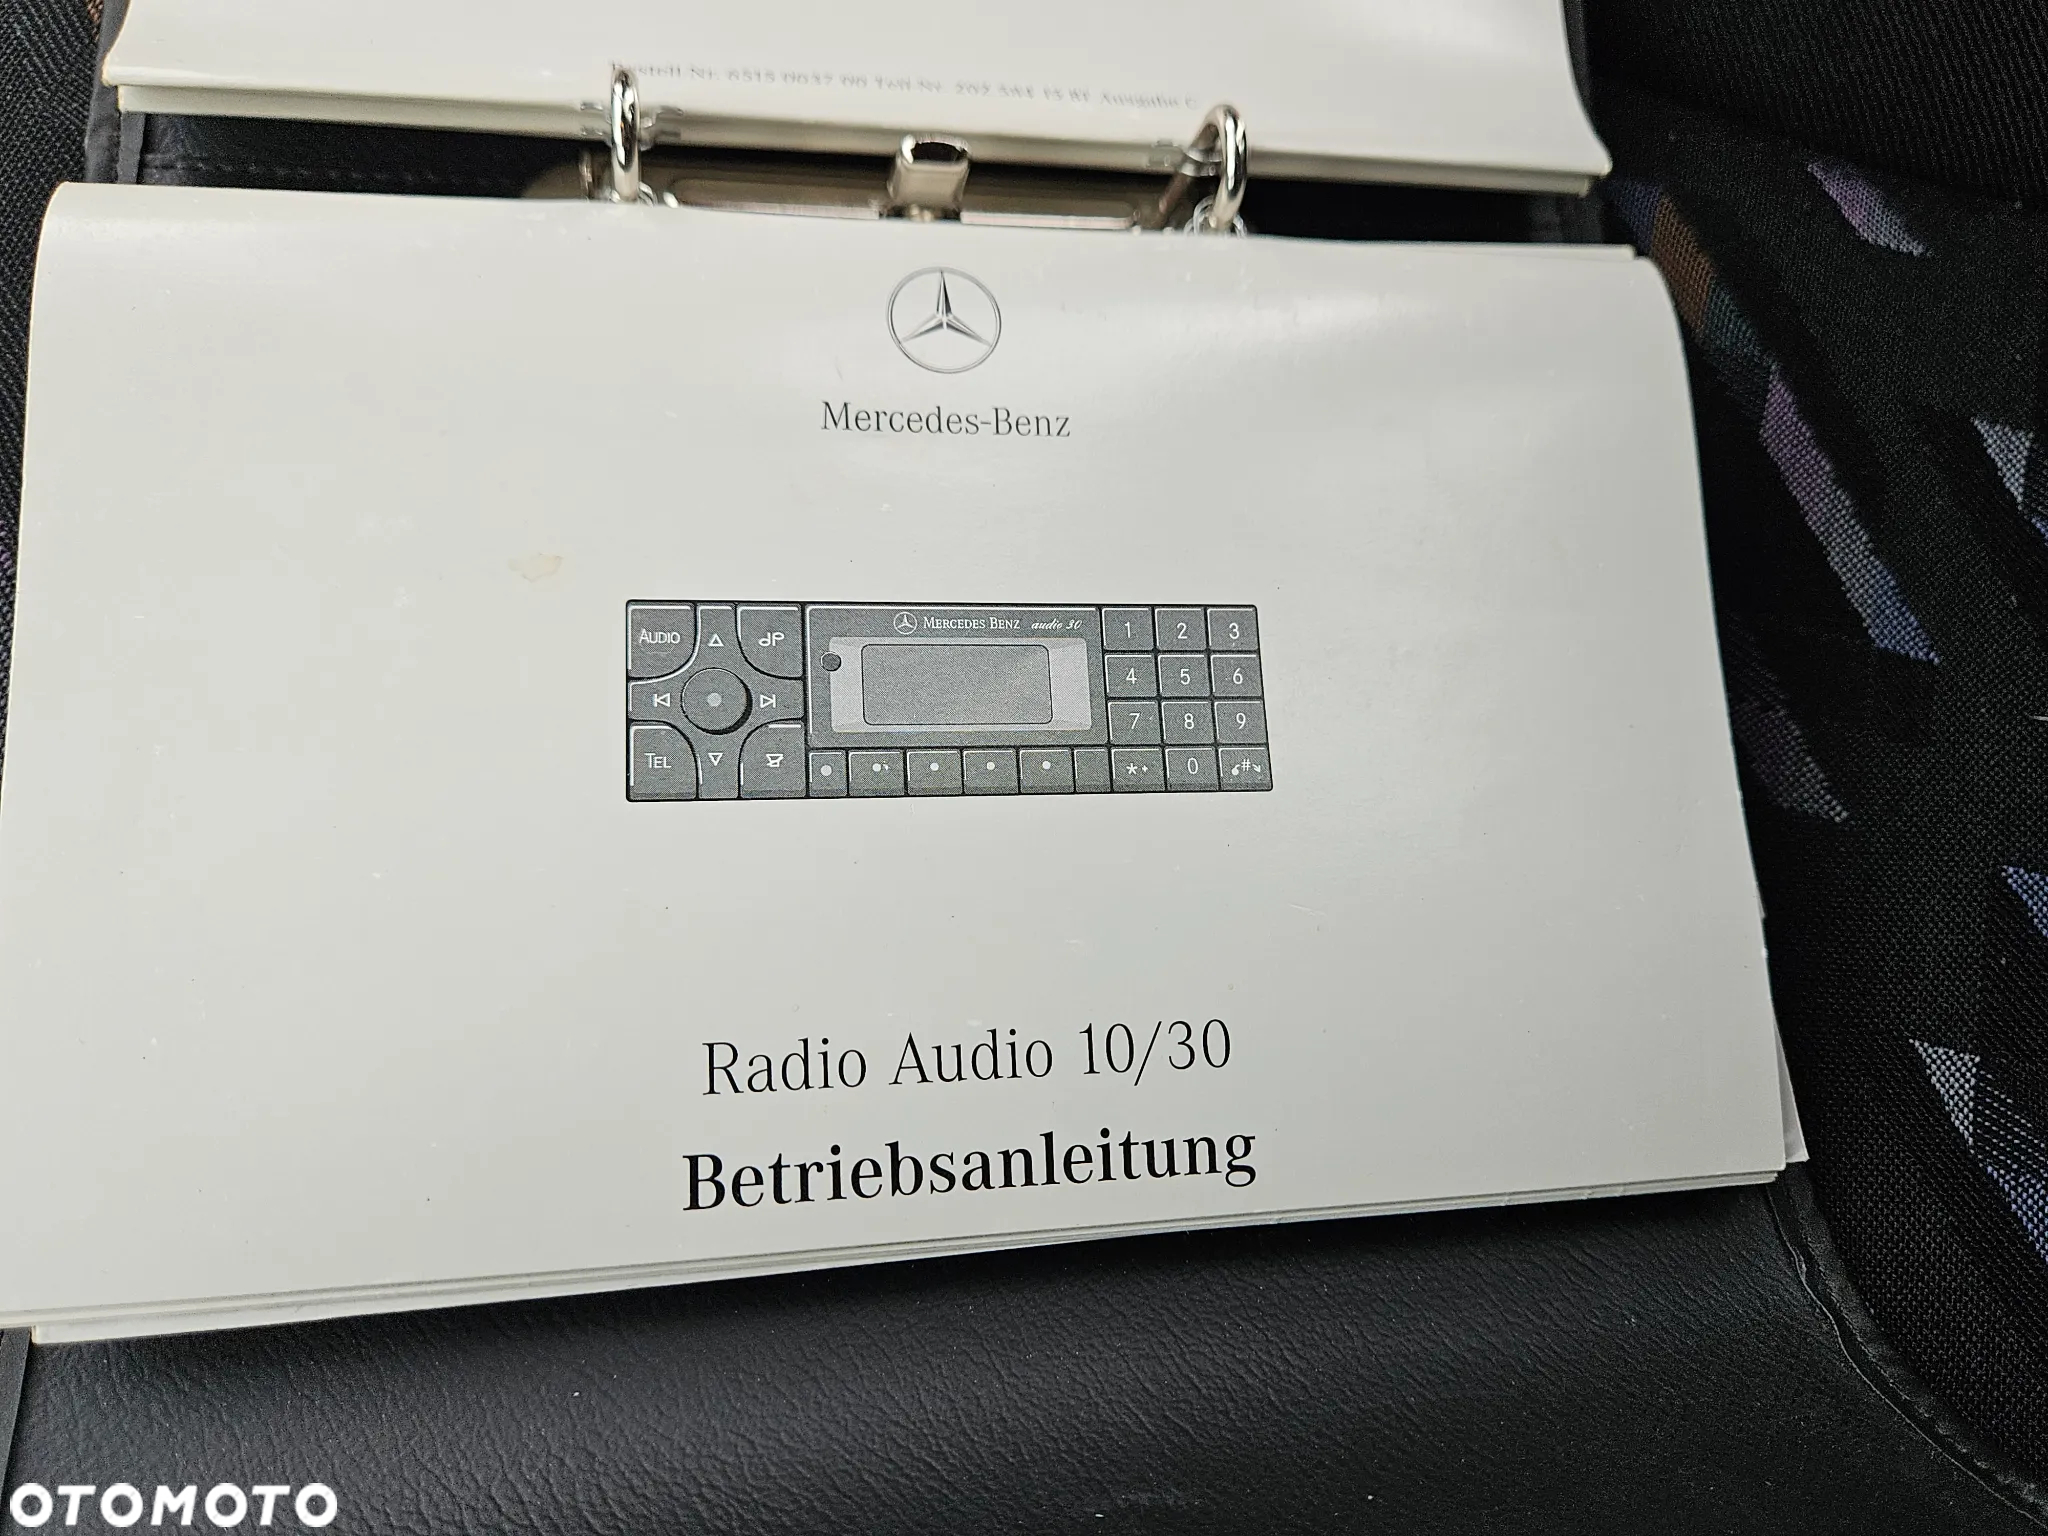 Mercedes-Benz
AUDIO
MERCEDES BENZ audio 30
1 2 3
4 5 6
7 8 9
TEL
* 0 #
Radio Audio 10/30
Betriebsanleitung
OTOMOTO